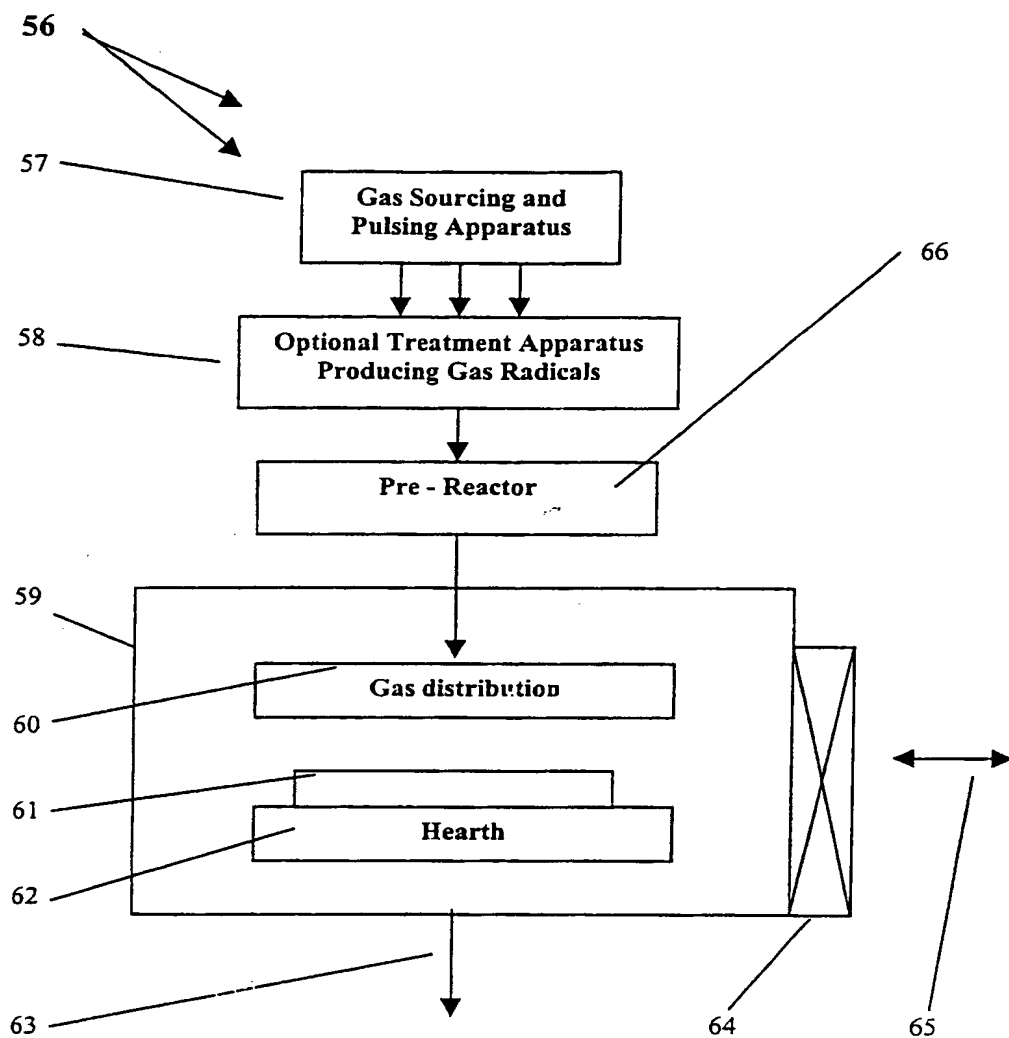 56
57
Gas Sourcing and
Pulsing Apparatus
66
58
Optional Treatment Apparatus
Producing Gas Radicals
Pre - Reactor
59
Gas distribution
60
61
Hearth
62
63
64
65